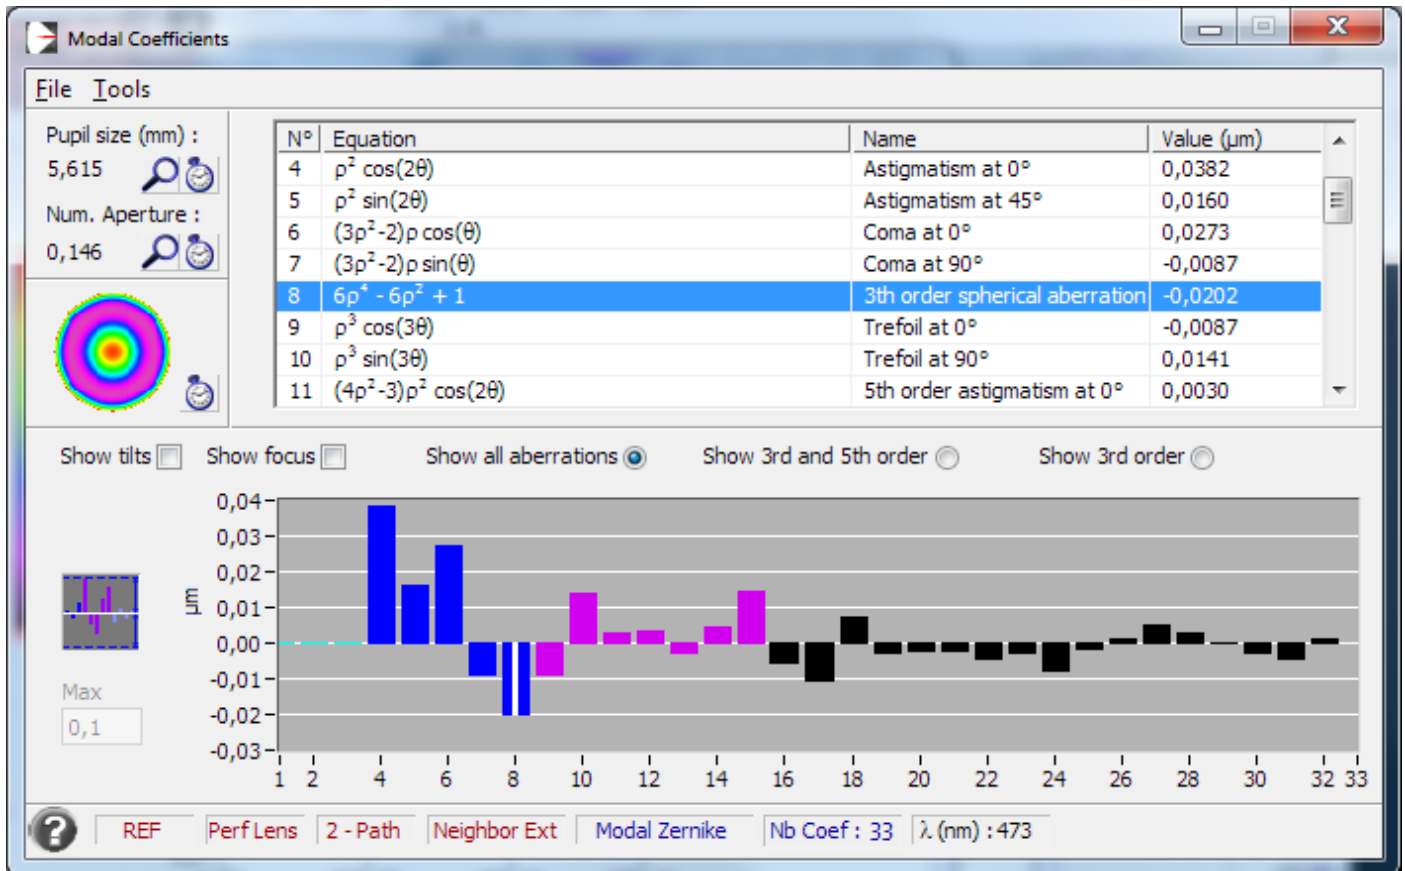 Modal Coefficients
File Tools
Pupil size (mm) :
5,615
Num. Aperture :
0,146
N° Equation Name Value (µm)
4 ρ² cos(2θ) Astigmatism at 0° 0,0382
5 ρ² sin(2θ) Astigmatism at 45° 0,0160
6 (3ρ²-2)ρ cos(θ) Coma at 0° 0,0273
7 (3ρ²-2)ρ sin(θ) Coma at 90° -0,0087
8 6ρ⁴ - 6ρ² + 1 3th order spherical aberration -0,0202
9 ρ³ cos(3θ) Trefoil at 0° -0,0087
10 ρ³ sin(3θ) Trefoil at 90° 0,0141
11 (4ρ²-3)ρ² cos(2θ) 5th order astigmatism at 0° 0,0030
Show tilts Show focus Show all aberrations Show 3rd and 5th order Show 3rd order
0,04
0,03
0,02
0,01
0,00
-0,01
-0,02
-0,03
µm
Max
0,1
1 2 4 6 8 10 12 14 16 18 20 22 24 26 28 30 32 33
? REF Perf Lens 2 - Path Neighbor Ext Modal Zernike Nb Coef : 33 λ (nm) : 473